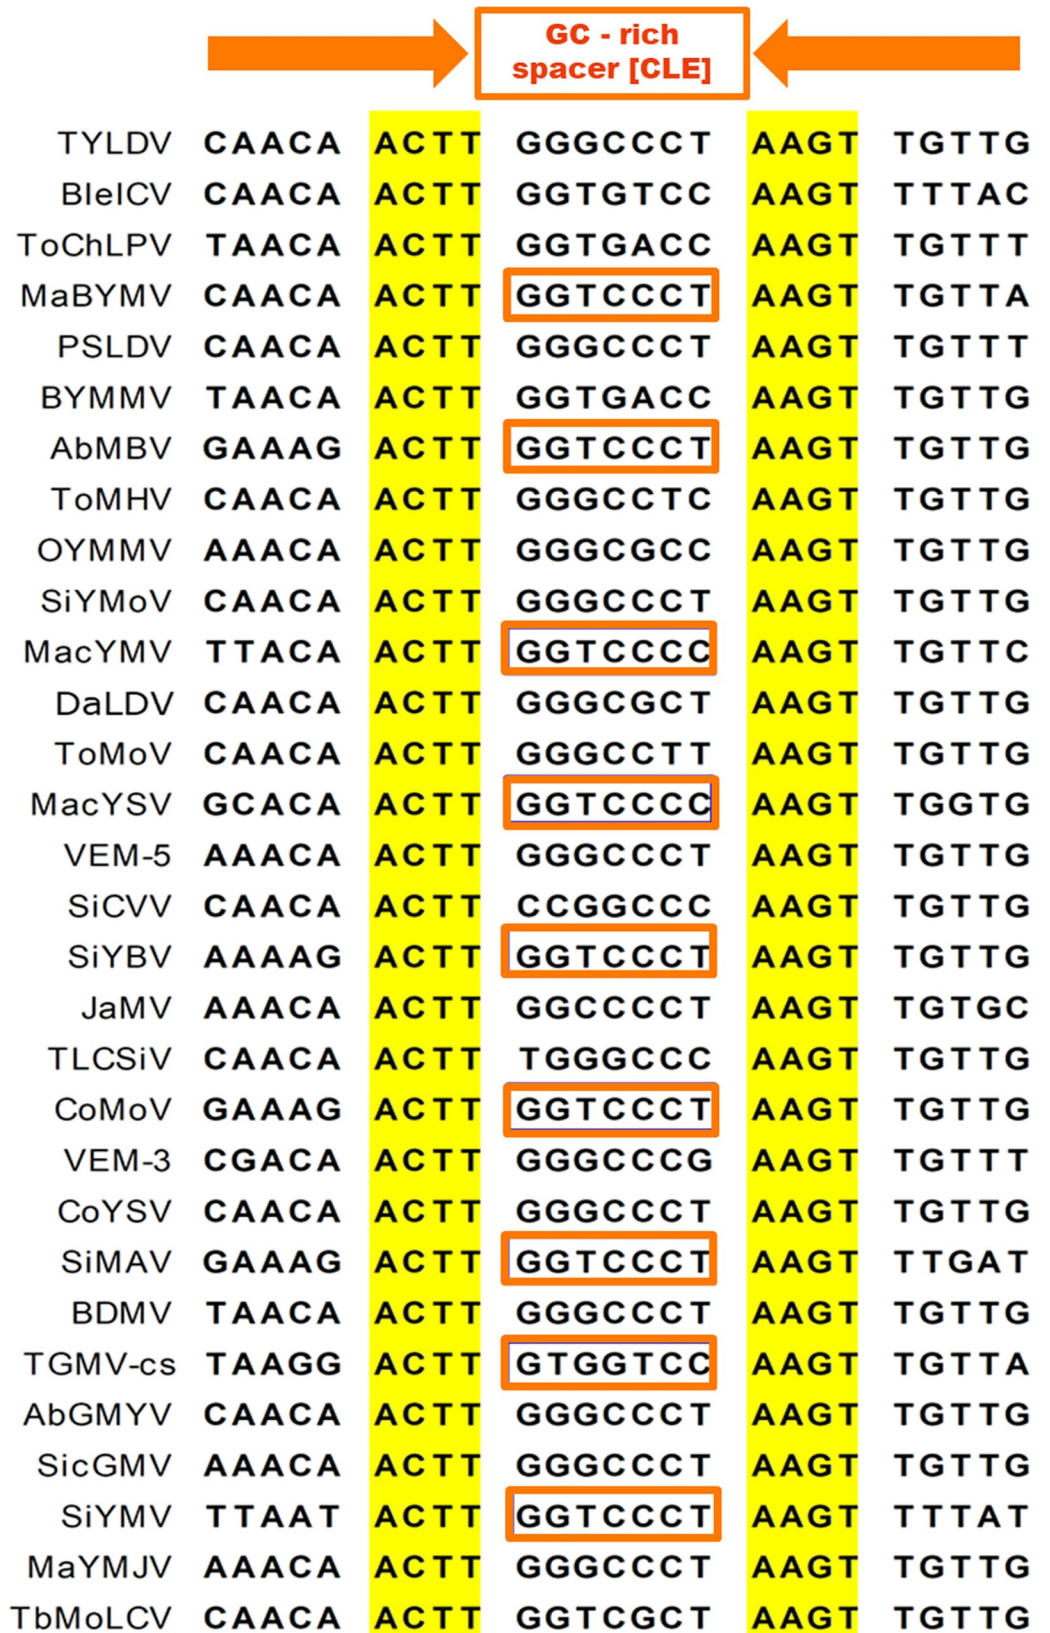 GC - rich
spacer [CLE]
TYLDV CAACA ACTT GGGCCCT AAGT TGTTG
BleICV CAACA ACTT GGTGTCC AAGT TTTAC
ToChLPV TAACA ACTT GGTGACC AAGT TGTTT
MaBYMV CAACA ACTT GGTCCCT AAGT TGTTA
PSLDV CAACA ACTT GGGCCCT AAGT TGTTT
BYMMV TAACA ACTT GGTGACC AAGT TGTTG
AbMBV GAAAG ACTT GGTCCCT AAGT TGTTG
ToMHV CAACA ACTT GGGCCTC AAGT TGTTG
OYMMV AAACA ACTT GGGCGCC AAGT TGTTG
SiYMoV CAACA ACTT GGGCCCT AAGT TGTTG
MacYMV TTACA ACTT GGTCCCC AAGT TGTTC
DaLDV CAACA ACTT GGGCGCT AAGT TGTTG
ToMoV CAACA ACTT GGGCCTT AAGT TGTTG
MacYSV GCACA ACTT GGTCCCC AAGT TGGTG
VEM-5 AAACA ACTT GGGCCCT AAGT TGTTG
SiCVV CAACA ACTT CCGGCCC AAGT TGTTG
SiYBV AAAAG ACTT GGTCCCT AAGT TGTTG
JaMV AAACA ACTT GGCCCCT AAGT TGTGC
TLCSiV CAACA ACTT TGGGCCC AAGT TGTTG
CoMoV GAAAG ACTT GGTCCCT AAGT TGTTG
VEM-3 CGACA ACTT GGGCCCG AAGT TGTTT
CoYSV CAACA ACTT GGGCCCT AAGT TGTTG
SiMAV GAAAG ACTT GGTCCCT AAGT TTGAT
BDMV TAACA ACTT GGGCCCT AAGT TGTTG
TGMV-cs TAAGG ACTT GTGGTCC AAGT TGTTA
AbGMYV CAACA ACTT GGGCCCT AAGT TGTTG
SicGMV AAACA ACTT GGGCCCT AAGT TGTTG
SiYMV TTAAT ACTT GGTCCCT AAGT TTTAT
MaYMJV AAACA ACTT GGGCCCT AAGT TGTTG
TbMoLCV CAACA ACTT GGTCGCT AAGT TGTTG